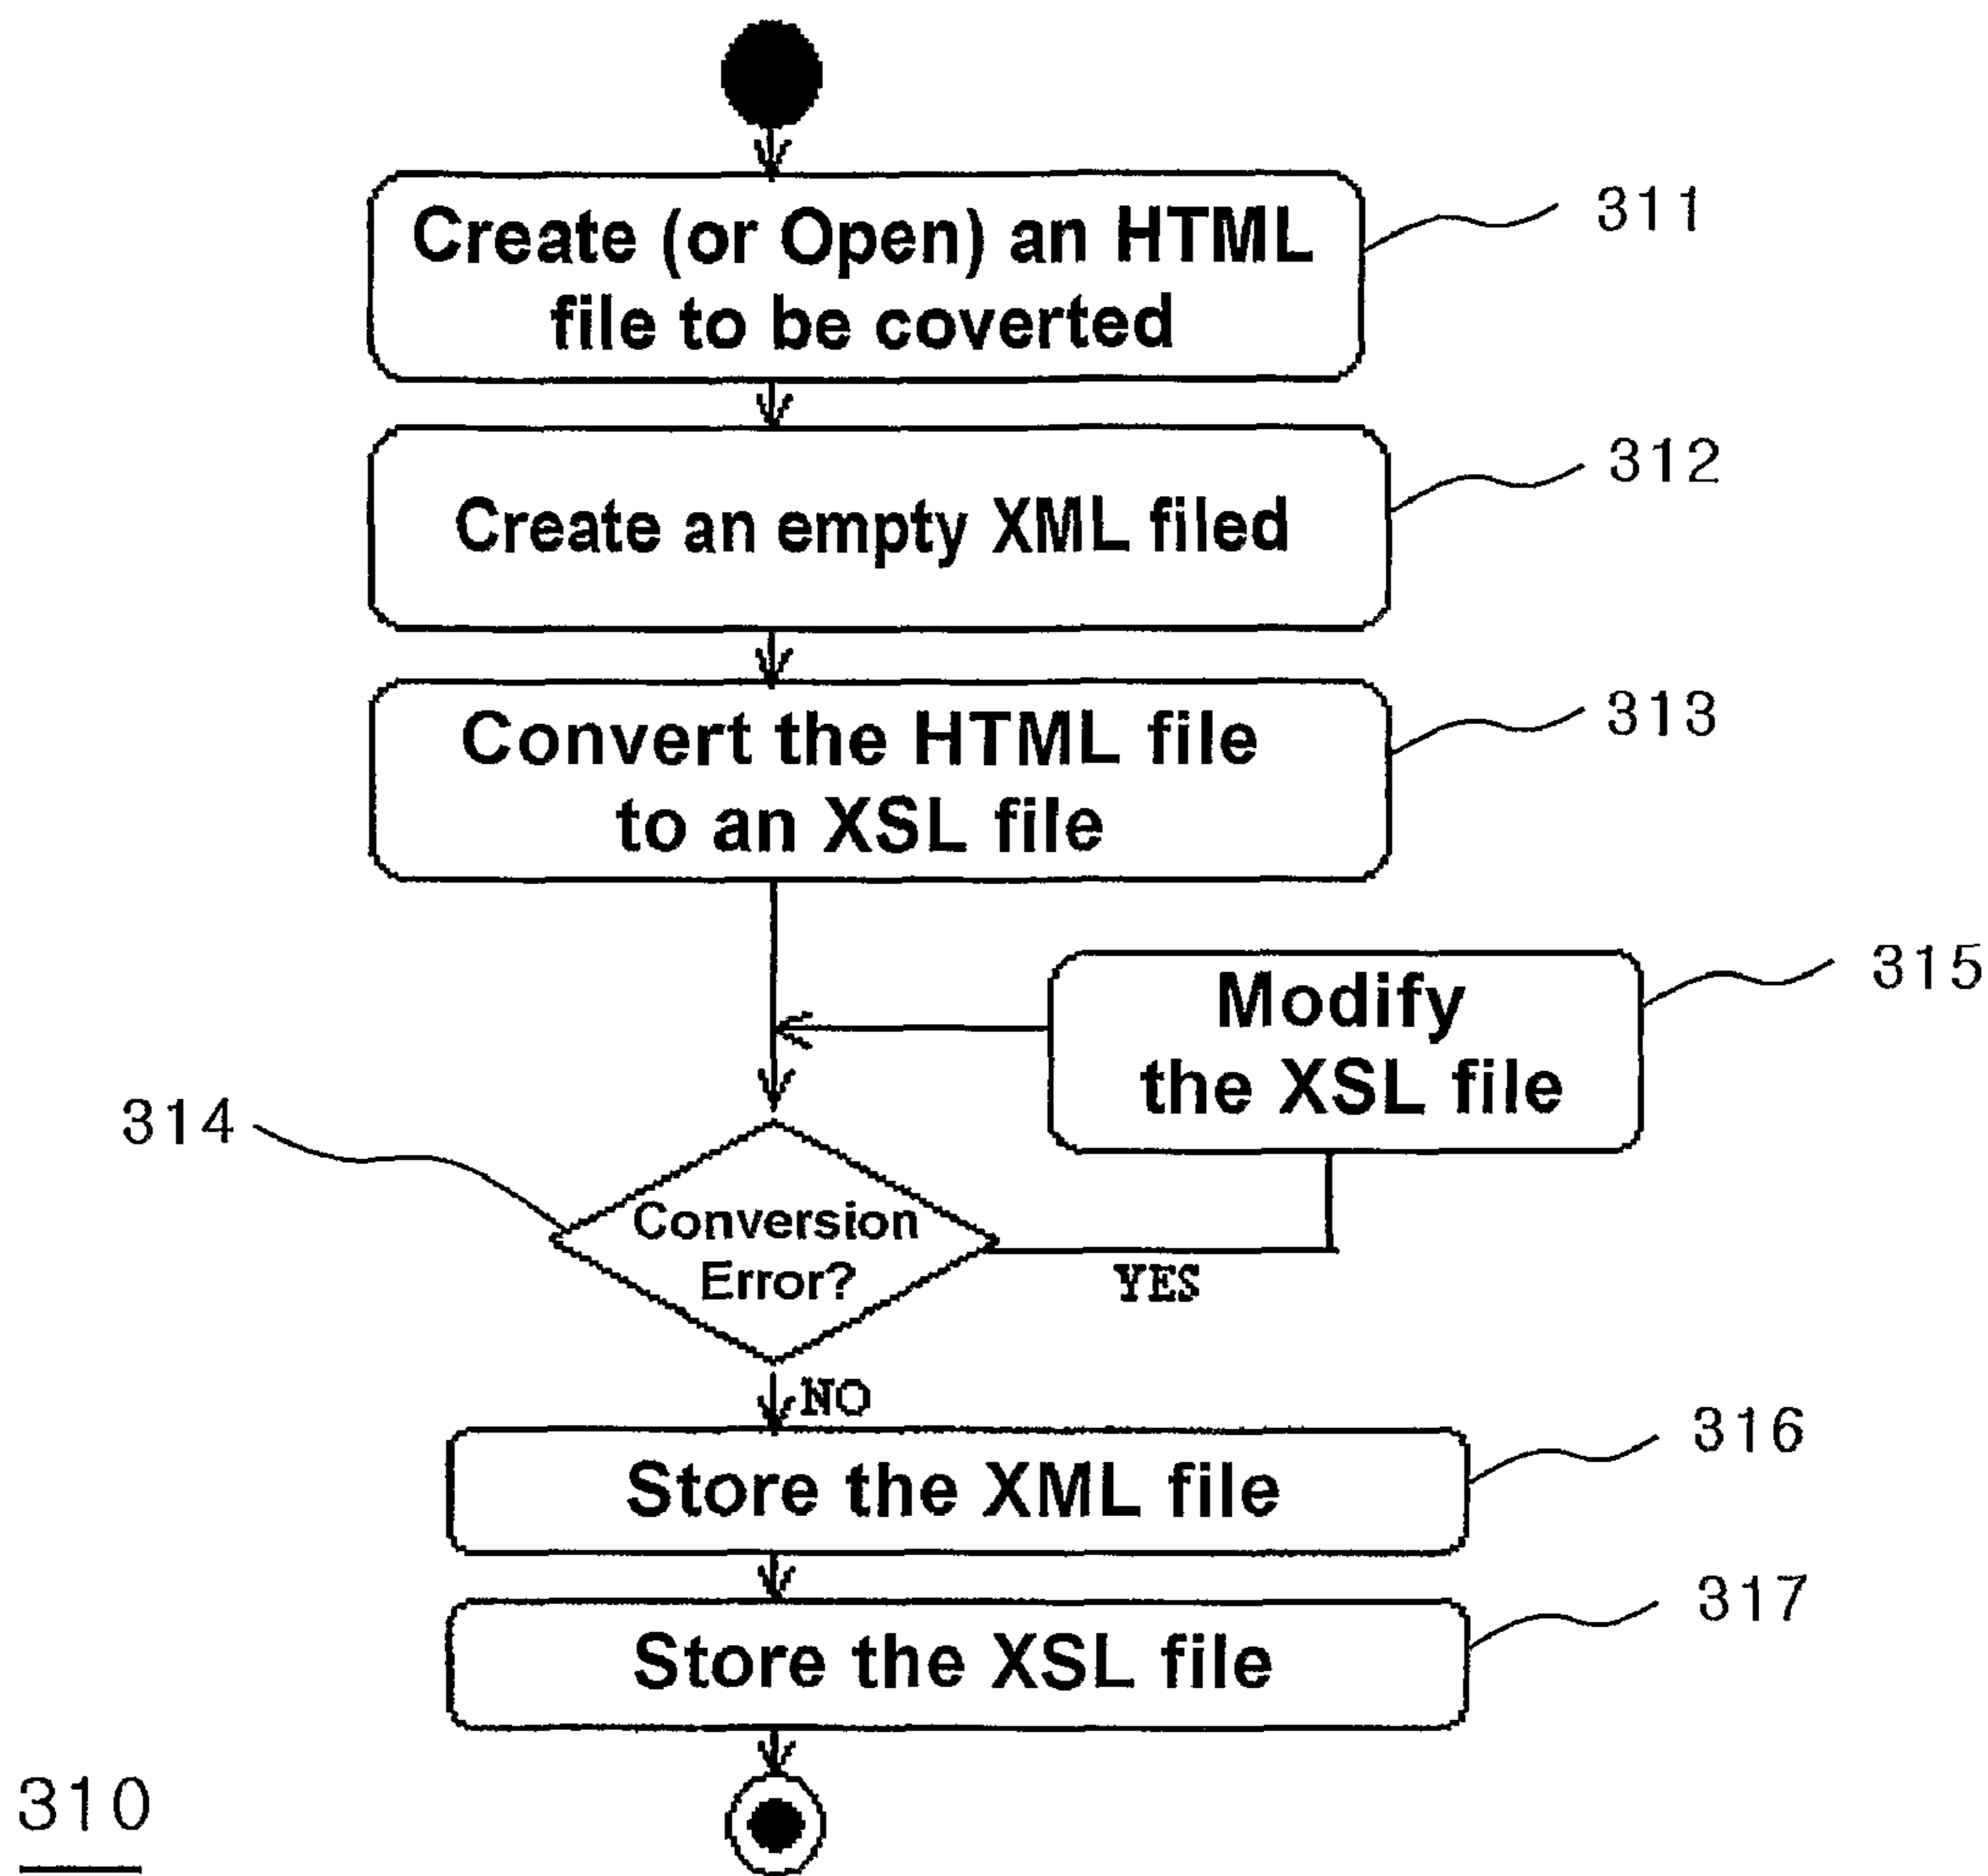 Create (or Open) an HTML
file to be coverted
311
Create an empty XML filed
312
Convert the HTML file
to an XSL file
313
Modify
the XSL file
315
314
Conversion
Error?
YES
NO
Store the XML file
316
Store the XSL file
317
310